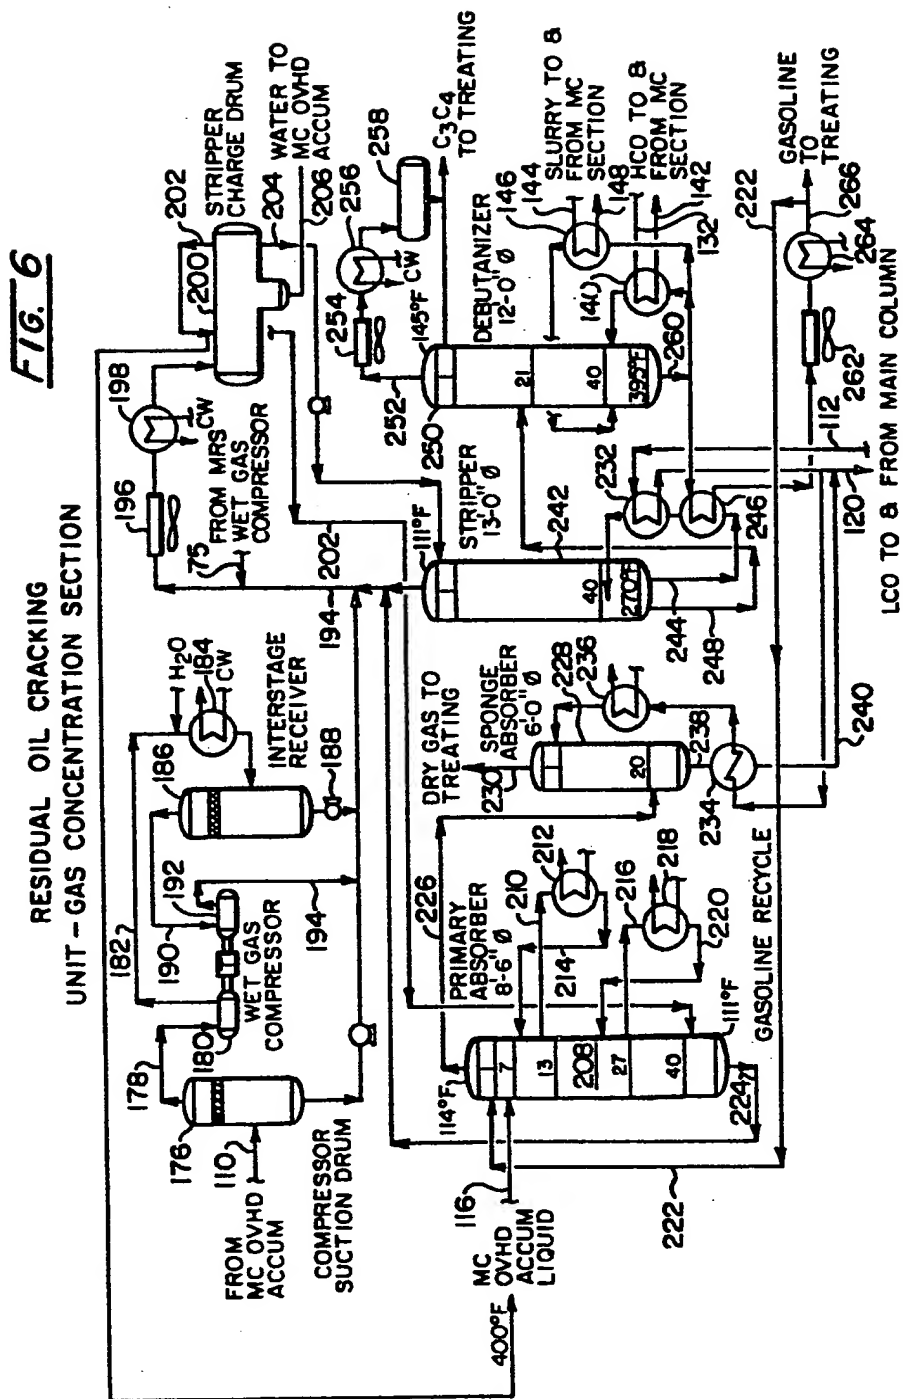 FIG. 6
RESIDUAL OIL CRACKING
UNIT-GAS CONCENTRATION SECTION
178
182
186
H₂O
184
CW
176
190
192
180
WET GAS
COMPRESSOR
INTERSTAGE
RECEIVER
188
110
FROM
MC OVHD
ACCUM
COMPRESSOR
SUCTION DRUM
194
194
75
FROM MRS
WET GAS
COMPRESSOR
196
198
CW
202
200
STRIPPER
CHARGE DRUM
204
WATER TO
MC OVHD
ACCUM
206
202
254
256
CW
258
C₃C₄
TO TREATING
111°F
STRIPPER
13'-0" Ø
40
270°F
242
244
248
232
246
252
250
145°F
DEBUTANIZER
12'-0" Ø
21
40
395°F
260
146
144
148
SLURRY TO &
FROM MC
SECTION
140
HCO TO &
FROM MC
SECTION
142
132
400°F
MC
OVHD
ACCUM
LIQUID
116
222
114°F
7
13
208
27
40
111°F
224
PRIMARY
ABSORBER
8'-6" Ø
226
210
212
214
216
218
220
GASOLINE RECYCLE
DRY GAS TO
TREATING
230
SPONGE
ABSORBER
6'-0" Ø
228
20
236
238
234
240
120
112
LCO TO & FROM MAIN COLUMN
262
264
266
222
GASOLINE
TO
TREATING